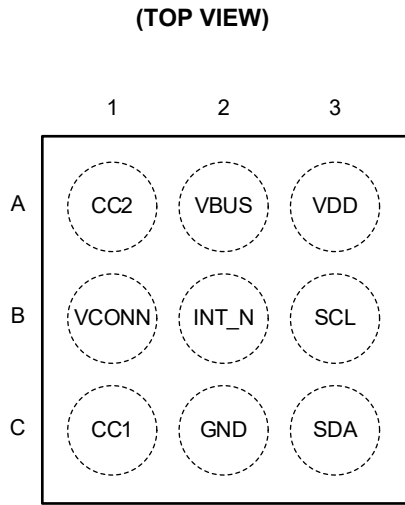 (TOP VIEW)
1 2 3
A CC2 VBUS VDD
B VCONN INT_N SCL
C CC1 GND SDA